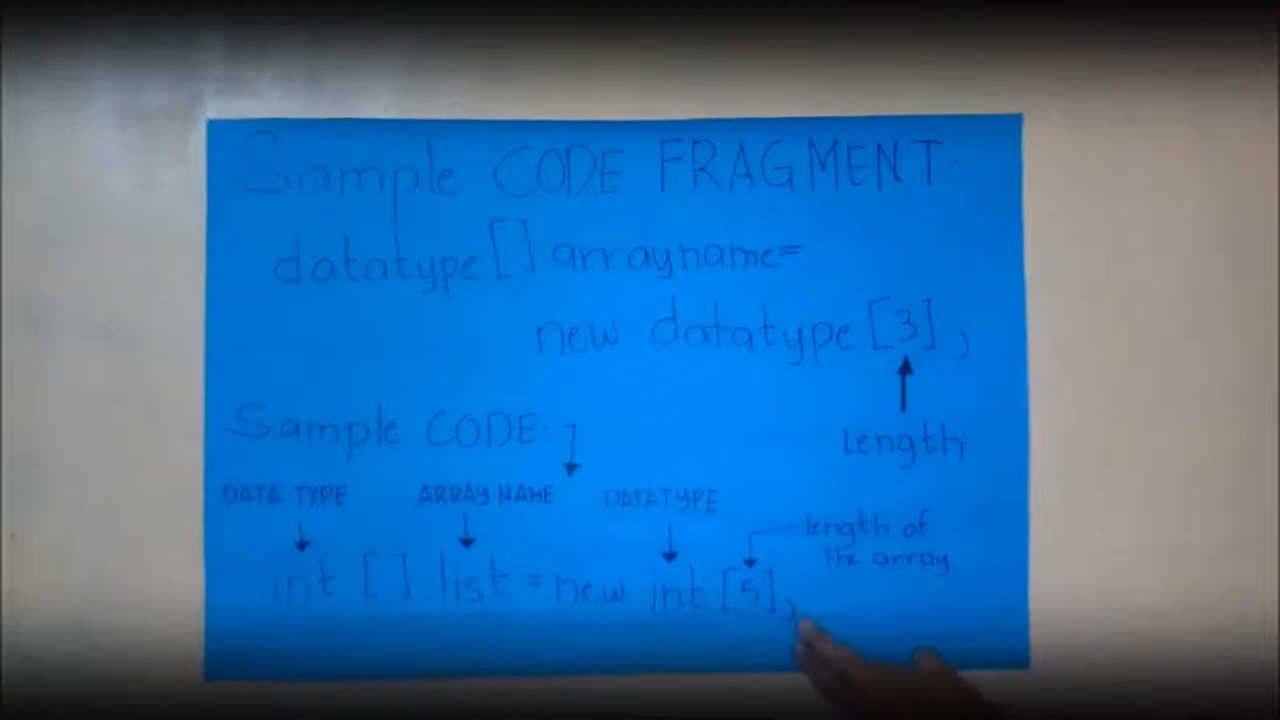 Sample CODE FRAGMENT:
datatype[] arrayname=
new datatype [3];
length
Sample CODE:
DATA TYPE ARRAY NAME DATATYPE
length of
the array
int [] list = new int [5];